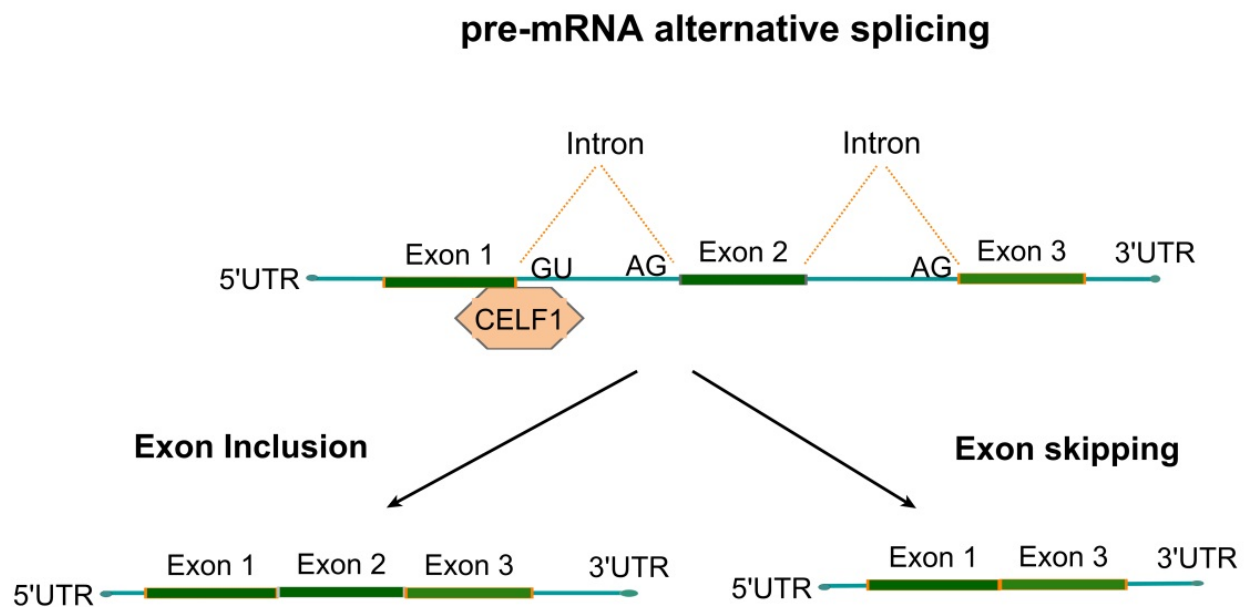 pre-mRNA alternative splicing
Intron Intron
Exon 1 Exon 2 Exon 3 3'UTR
5'UTR GU AG AG
CELF1
Exon Inclusion Exon skipping
Exon 1 Exon 2 Exon 3 3'UTR
5'UTR
Exon 1 Exon 3 3'UTR
5'UTR